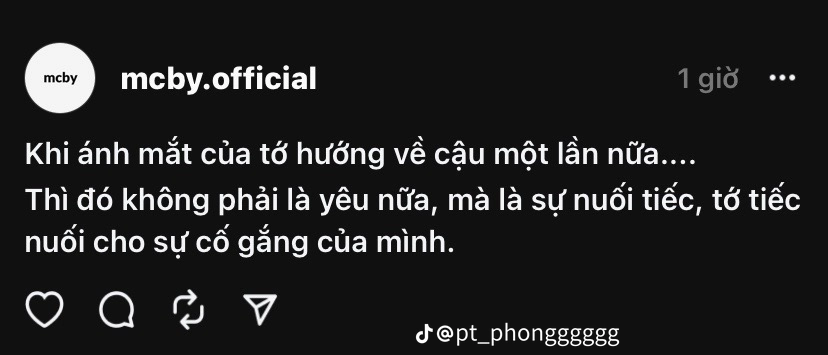 mcby
mcby.official
1 giờ
Khi ánh mắt của tớ hướng về cậu một lần nữa....
Thì đó không phải là yêu nữa, mà là sự nuối tiếc, tớ tiếc
nuối cho sự cố gắng của mình.
@pt_phongggggg